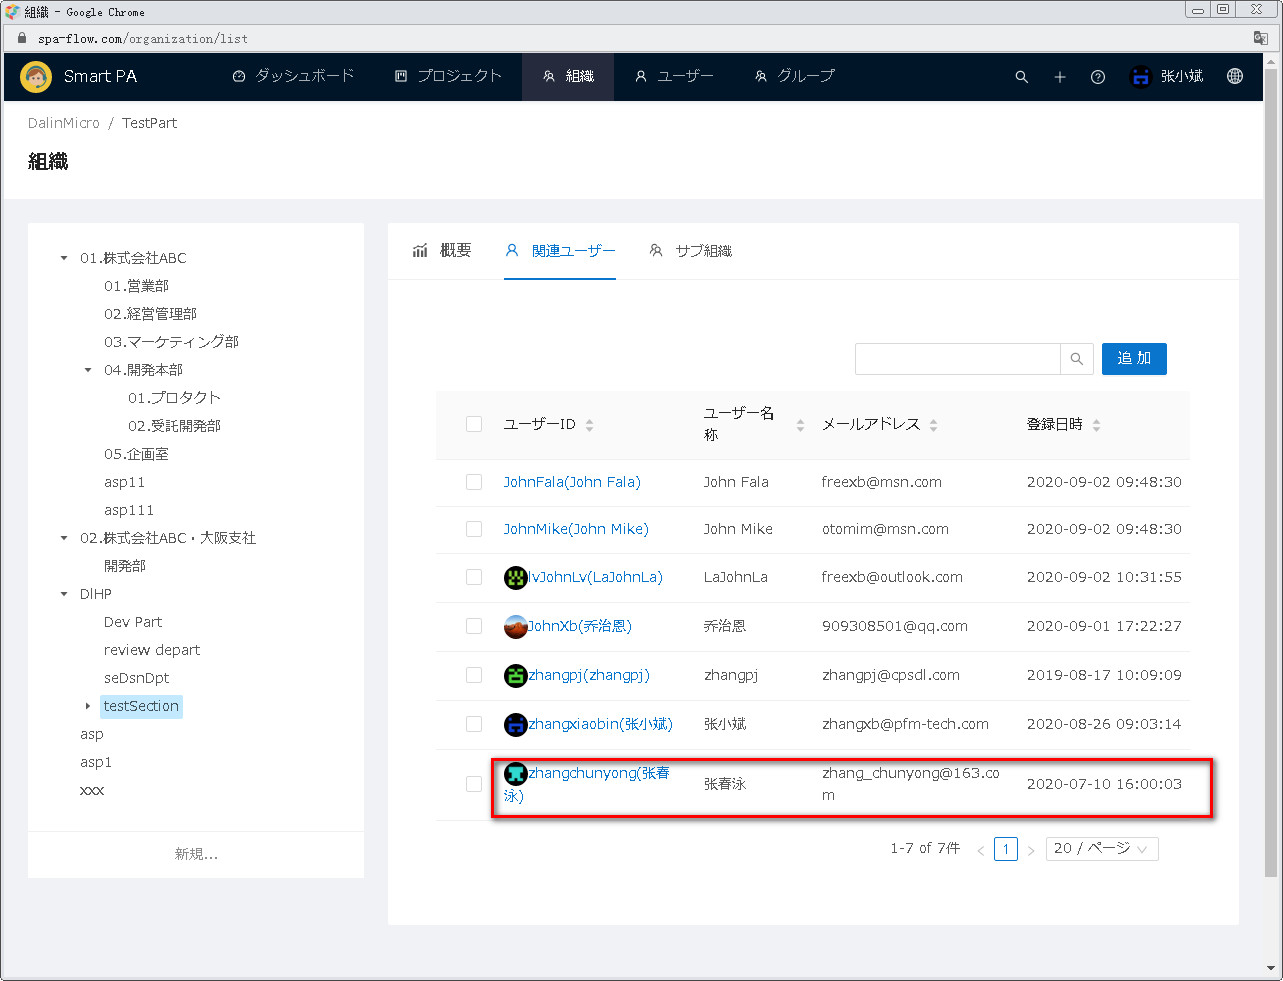 組織 - Google Chrome
spa-flow.com/organization/list
Smart PA ダッシュボード プロジェクト 組織 ユーザー グループ 张小斌
DalinMicro / TestPart
組織
01.株式会社ABC
01.営業部
02.経営管理部
03.マーケティング部
04.開発本部
01.プロタクト
02.受託開発部
05.企画室
asp11
asp111
02.株式会社ABC・大阪支社
開発部
DlHP
Dev Part
review depart
seDsnDpt
testSection
asp
asp1
xxx
新規...
概要 関連ユーザー サブ組織
追 加
ユーザーID ユーザー名称 メールアドレス 登録日時
JohnFala(John Fala) John Fala freexb@msn.com 2020-09-02 09:48:30
JohnMike(John Mike) John Mike otomim@msn.com 2020-09-02 09:48:30
lvJohnLv(LaJohnLa) LaJohnLa freexb@outlook.com 2020-09-02 10:31:55
JohnXb(乔治恩) 乔治恩 909308501@qq.com 2020-09-01 17:22:27
zhangpj(zhangpj) zhangpj zhangpj@cpsdl.com 2019-08-17 10:09:09
zhangxiaobin(张小斌) 张小斌 zhangxb@pfm-tech.com 2020-08-26 09:03:14
zhangchunyong(张春泳) 张春泳 zhang_chunyong@163.com 2020-07-10 16:00:03
1-7 of 7件 < 1 > 20 / ページ